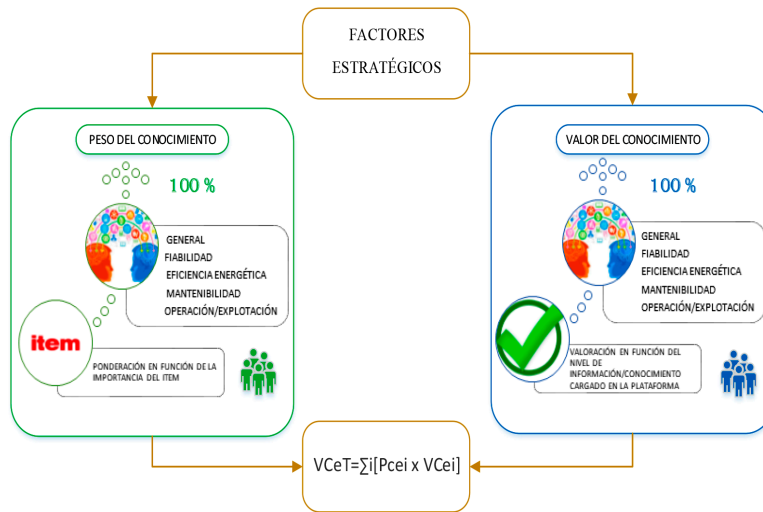 FACTORES
ESTRATÉGICOS
PESO DEL CONOCIMIENTO
100 %
GENERAL
FIABILIDAD
EFICIENCIA ENERGÉTICA
MANTENIBILIDAD
OPERACIÓN/EXPLOTACIÓN
item
PONDERACIÓN EN FUNCIÓN DE LA
IMPORTANCIA DEL ITEM
VALOR DEL CONOCIMIENTO
100 %
GENERAL
FIABILIDAD
EFICIENCIA ENERGÉTICA
MANTENIBILIDAD
OPERACIÓN/EXPLOTACIÓN
VALORACIÓN EN FUNCIÓN DEL
NIVEL DE
INFORMACIÓN/CONOCIMIENTO
CARGADO EN LA PLATAFORMA
VCeT=∑i[Pcei x VCei]